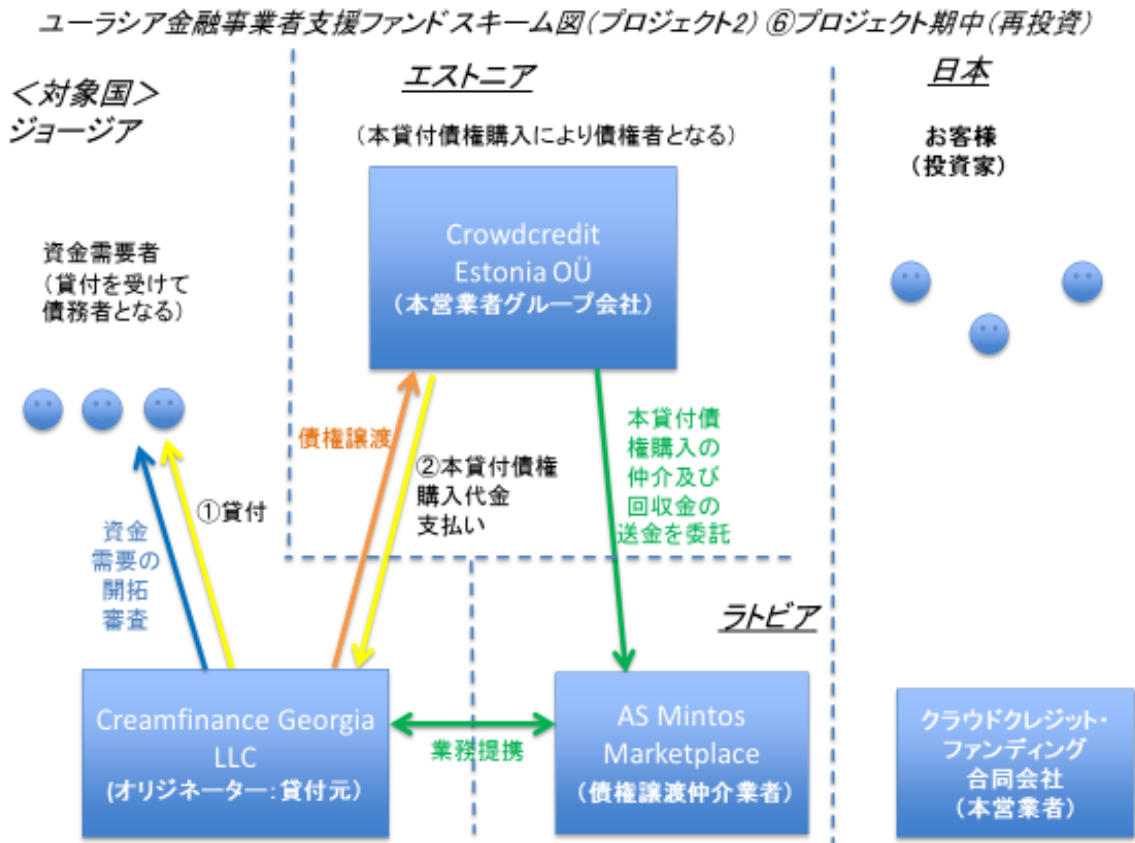 ユーラシア金融事業者支援ファンド スキーム図(プロジェクト2) ⑥プロジェクト期中(再投資)
＜対象国＞
ジョージア
エストニア
日本
(本貸付債権購入により債権者となる)
お客様
(投資家)
Crowdcredit
Estonia OÜ
(本営業者グループ会社)
資金需要者
(貸付を受けて
債務者となる)
債権譲渡
②本貸付債権
購入代金
支払い
本貸付債
権購入の
仲介及び
回収金の
送金を委託
①貸付
資金
需要の
開拓
審査
ラトビア
Creamfinance Georgia
LLC
(オリジネーター：貸付元)
業務提携
AS Mintos
Marketplace
(債権譲渡仲介業者)
クラウドクレジット・
ファンディング
合同会社
(本営業者)